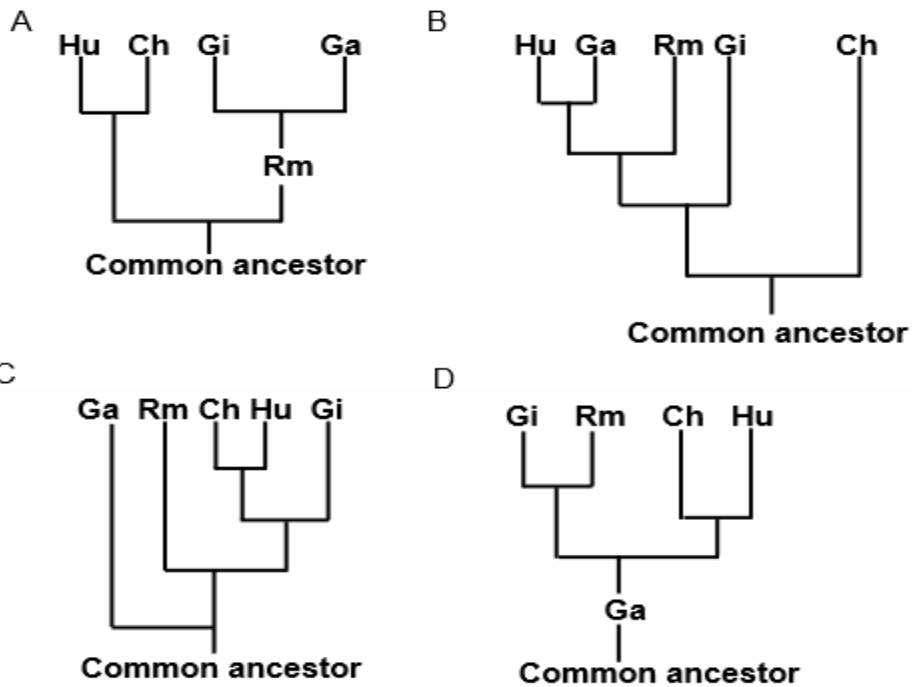 A
Hu Ch Gi Ga
Rm
Common ancestor
B
Hu Ga Rm Gi Ch
Common ancestor
C
Ga Rm Ch Hu Gi
Common ancestor
D
Gi Rm Ch Hu
Ga
Common ancestor